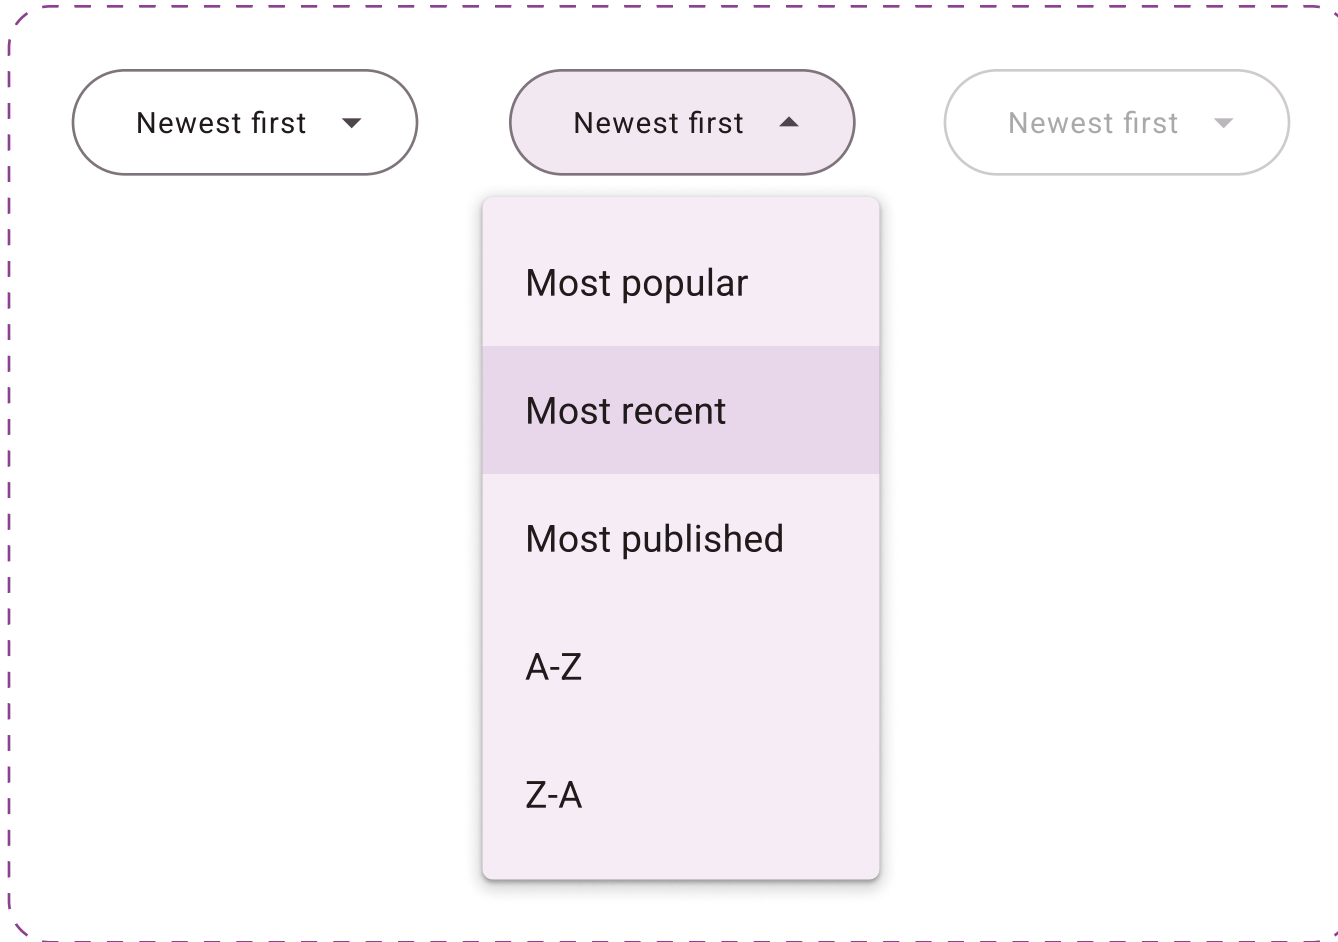 Newest first
Newest first
Newest first
Most popular
Most recent
Most published
A-Z
Z-A